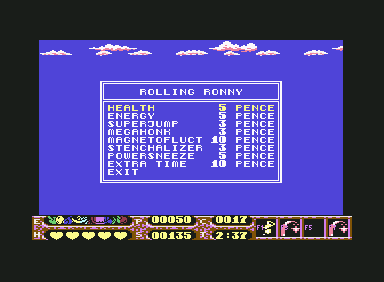 ROLLING RONNY
HEALTH 5 PENCE
ENERGY 5 PENCE
SUPERJUMP 3 PENCE
MEGAHONK 3 PENCE
MAGNETOFLUCT 10 PENCE
STENCHALIZER 3 PENCE
POWERSNEEZE 5 PENCE
EXTRA TIME 10 PENCE
EXIT
E P 00050 C 0017
H S 00135 T 2:37